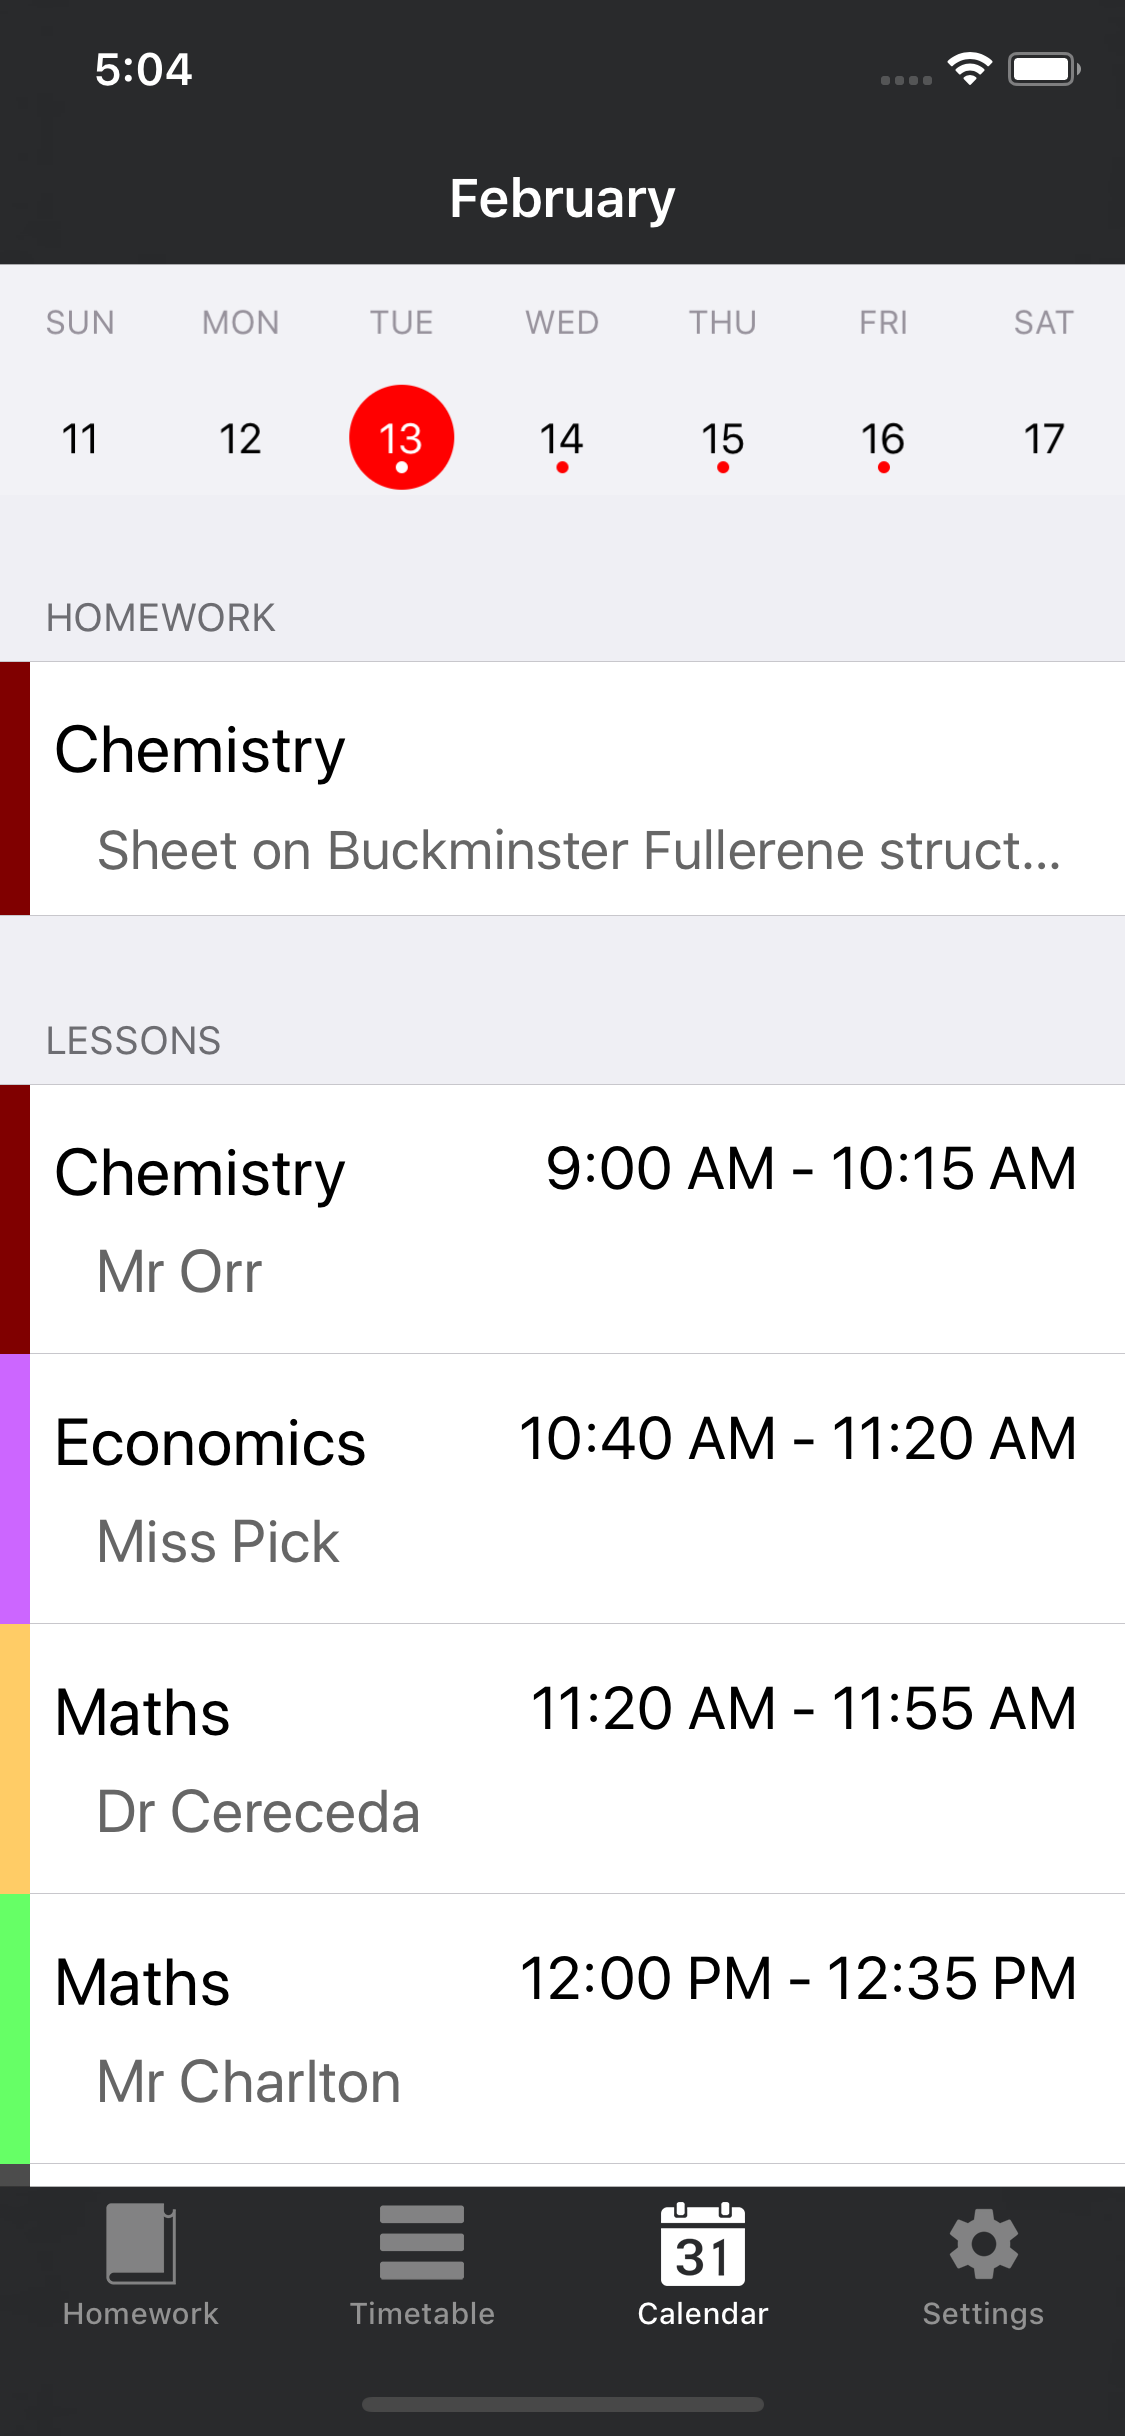 5:04
February
SUN MON TUE WED THU FRI SAT
11 12 13 14 15 16 17
HOMEWORK
Chemistry
Sheet on Buckminster Fullerene struct...
LESSONS
Chemistry 9:00 AM - 10:15 AM
Mr Orr
Economics 10:40 AM - 11:20 AM
Miss Pick
Maths 11:20 AM - 11:55 AM
Dr Cereceda
Maths 12:00 PM - 12:35 PM
Mr Charlton
31
Homework Timetable Calendar Settings